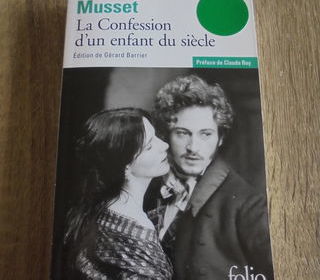 Musset
La Confession
d'un enfant du siècle
Édition de Gérard Barrier
Préface de Claude Roy
folio